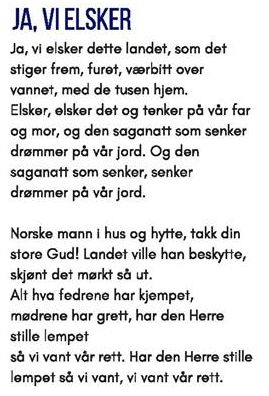 JA, VI ELSKER
Ja, vi elsker dette landet, som det
stiger frem, furet, værbitt over
vannet, med de tusen hjem.
Elsker, elsker det og tenker på vår far
og mor, og den saganatt som senker
drømmer på vår jord. Og den
saganatt som senker, senker
drømmer på vår jord.

Norske mann i hus og hytte, takk din
store Gud! Landet ville han beskytte,
skjønt det mørkt så ut.
Alt hva fedrene har kjempet,
mødrene har grett, har den Herre
stille lempet
så vi vant vår rett. Har den Herre stille
lempet så vi vant, vi vant vår rett.